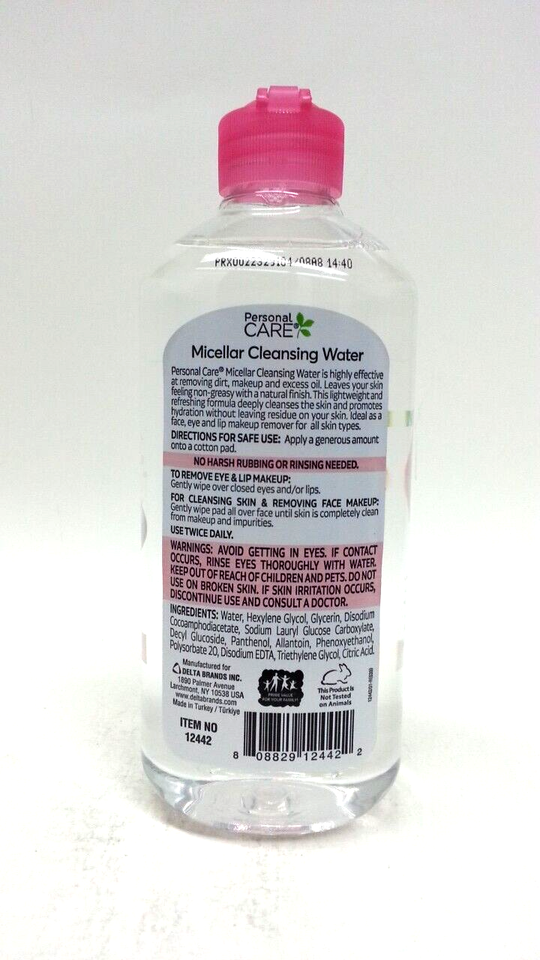 14:40
Personal
CARE®
Micellar Cleansing Water
Personal Care® Micellar Cleansing Water is highly effective
at removing dirt, makeup and excess oil. Leaves your skin
feeling non-greasy with a natural finish. This lightweight and
refreshing formula deeply cleanses the skin and promotes
hydration without leaving residue on your skin. Ideal as a
face, eye and lip makeup remover for all skin types.
DIRECTIONS FOR SAFE USE: Apply a generous amount
onto a cotton pad.
NO HARSH RUBBING OR RINSING NEEDED.
TO REMOVE EYE & LIP MAKEUP:
Gently wipe over closed eyes and/or lips.
FOR CLEANSING SKIN & REMOVING FACE MAKEUP:
Gently wipe pad all over face until skin is completely clean
from makeup and impurities.
USE TWICE DAILY.
WARNINGS: AVOID GETTING IN EYES. IF CONTACT
OCCURS, RINSE EYES THOROUGHLY WITH WATER.
KEEP OUT OF REACH OF CHILDREN AND PETS. DO NOT
USE ON BROKEN SKIN. IF SKIN IRRITATION OCCURS,
DISCONTINUE USE AND CONSULT A DOCTOR.
INGREDIENTS: Water, Hexylene Glycol, Glycerin, Disodium
Cocoamphodiacetate, Sodium Lauryl Glucose Carboxylate,
Decyl Glucoside, Panthenol, Allantoin, Phenoxyethanol,
Polysorbate 20, Disodium EDTA, Triethylene Glycol, Citric Acid.
Manufactured for
DELTA BRANDS INC.
1890 Palmer Avenue
Larchmont, NY 10538 USA
www.deltabrands.com
Made in Turkey / Türkiye
ITEM NO
12442
PRIME VALUE
FOR YOUR FAMILY!
This Product Is
Not Tested
on Animals
8 08829 12442 2